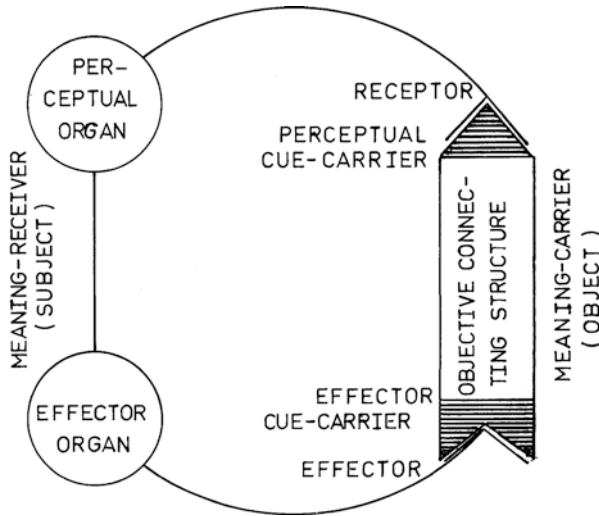 PER-
CEPTUAL
ORGAN
RECEPTOR
PERCEPTUAL
CUE-CARRIER
MEANING-RECEIVER
(SUBJECT)
OBJECTIVE CONNEC-
TING STRUCTURE
MEANING-CARRIER
(OBJECT)
EFFECTOR
ORGAN
EFFECTOR
CUE-CARRIER
EFFECTOR